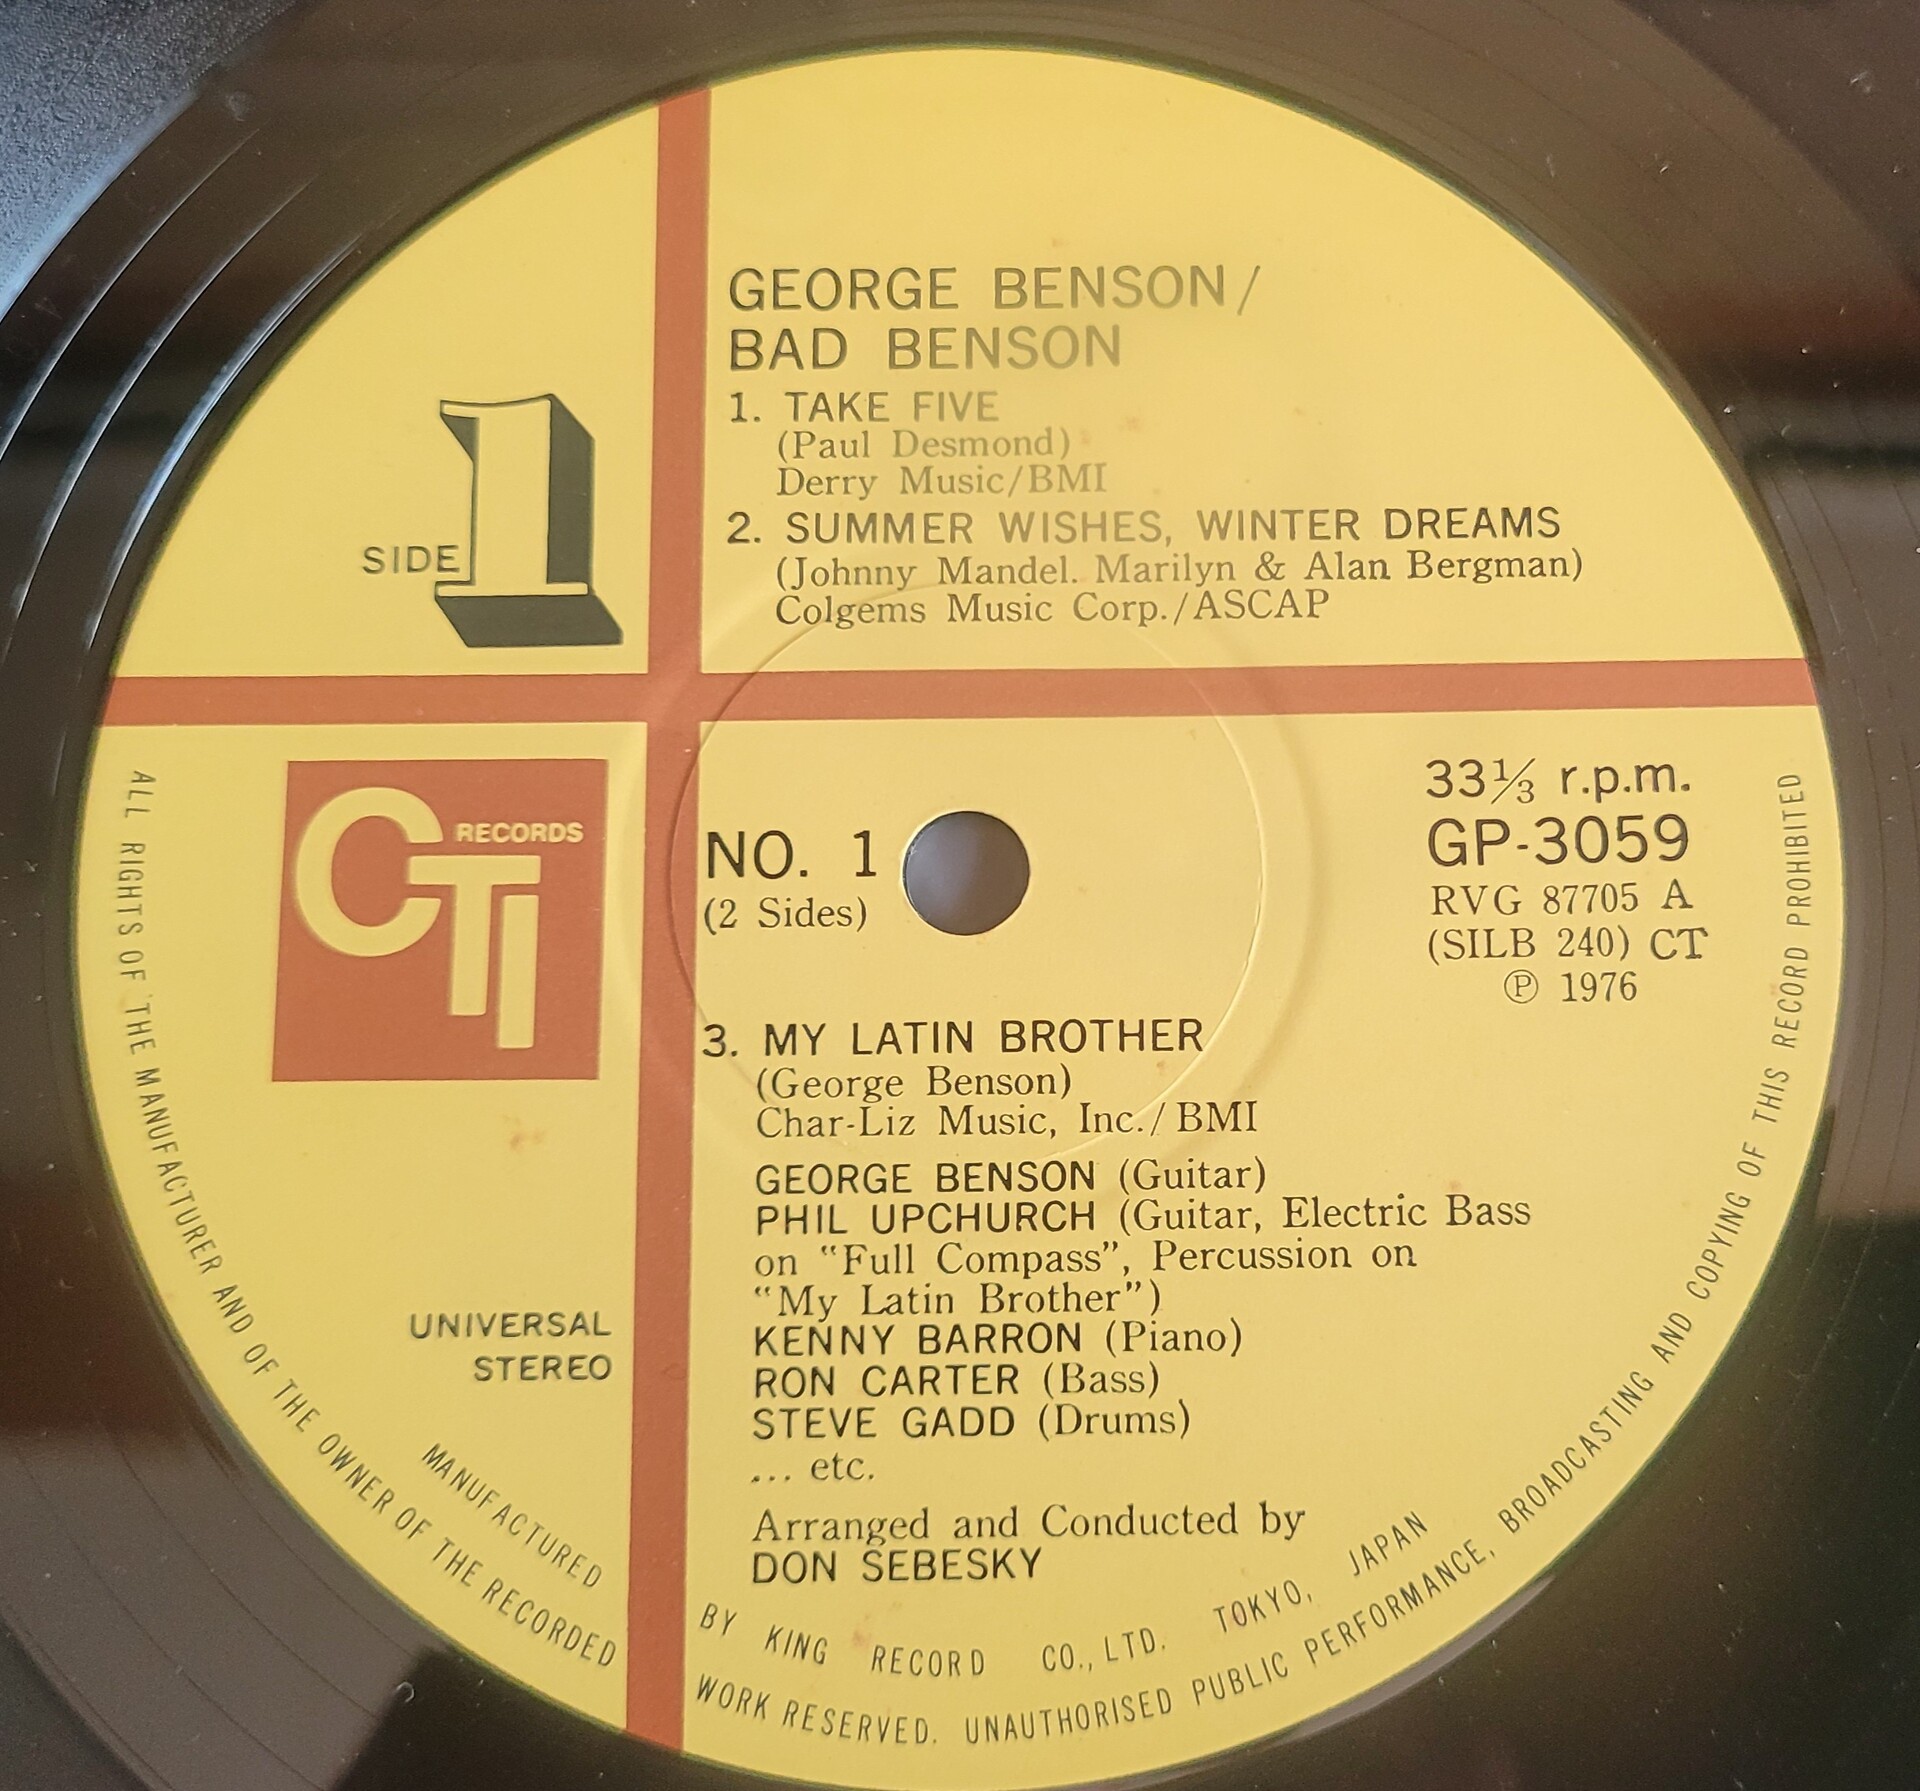 GEORGE BENSON/
BAD BENSON
1. TAKE FIVE
(Paul Desmond)
Derry Music/BMI
2. SUMMER WISHES, WINTER DREAMS
(Johnny Mandel. Marilyn & Alan Bergman)
Colgems Music Corp./ASCAP
SIDE 1
CTI RECORDS
NO. 1
(2 Sides)
33⅓ r.p.m.
GP-3059
RVG 87705 A
(SILB 240) CT
Ⓟ 1976
3. MY LATIN BROTHER
(George Benson)
Char-Liz Music, Inc./BMI
GEORGE BENSON (Guitar)
PHIL UPCHURCH (Guitar, Electric Bass
on "Full Compass", Percussion on
"My Latin Brother")
KENNY BARRON (Piano)
RON CARTER (Bass)
STEVE GADD (Drums)
... etc.
Arranged and Conducted by
DON SEBESKY
UNIVERSAL
STEREO
MANUFACTURED BY KING RECORD CO., LTD. TOKYO, JAPAN
ALL RIGHTS OF THE MANUFACTURER AND OF THE OWNER OF THE RECORDED WORK RESERVED. UNAUTHORISED PUBLIC PERFORMANCE, BROADCASTING AND COPYING OF THIS RECORD PROHIBITED